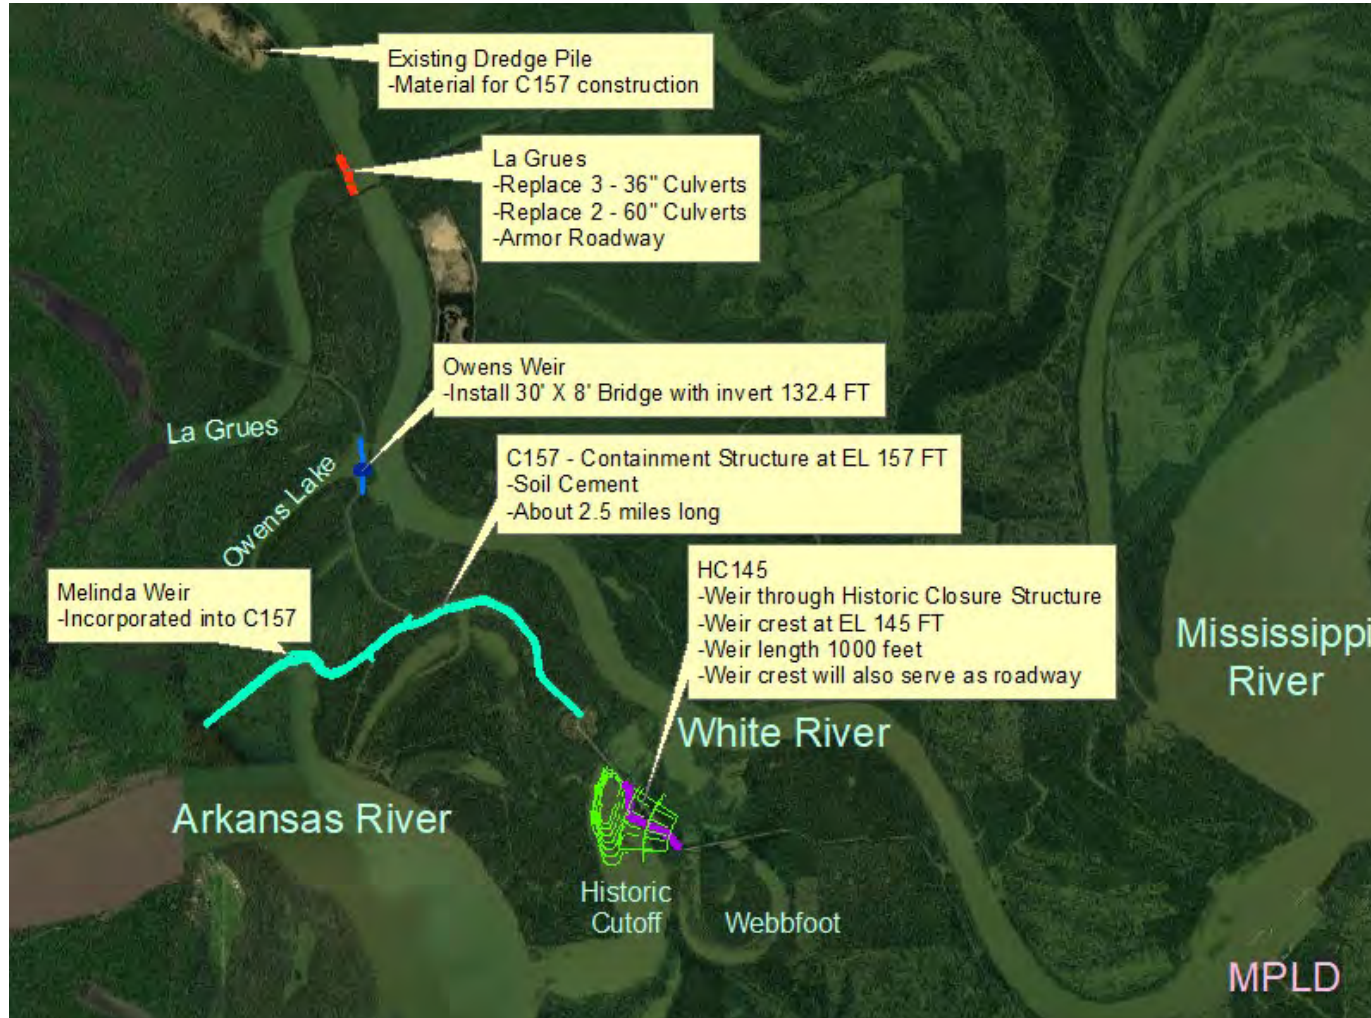 Existing Dredge Pile
-Material for C157 construction
La Grues
-Replace 3 - 36" Culverts
-Replace 2 - 60" Culverts
-Armor Roadway
Owens Weir
-Install 30' X 8' Bridge with invert 132.4 FT
La Grues
C157 - Containment Structure at EL 157 FT
-Soil Cement
-About 2.5 miles long
Owens Lake
HC145
-Weir through Historic Closure Structure
-Weir crest at EL 145 FT
-Weir length 1000 feet
-Weir crest will also serve as roadway
Melinda Weir
-Incorporated into C157
Mississippi
River
White River
Arkansas River
Historic
Cutoff
Webbfoot
MPLD